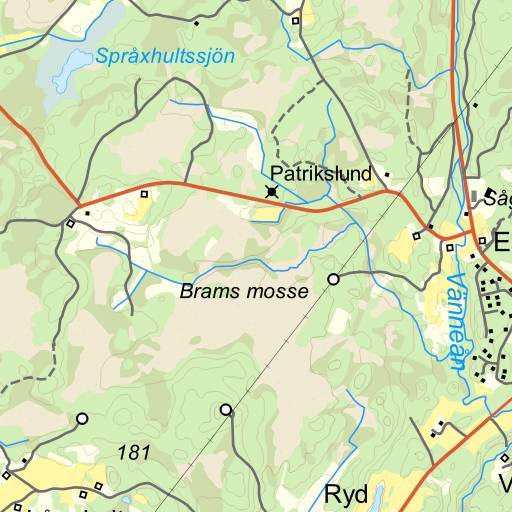 Språxhultssjön
Patrikslund
Brams mosse
Vänneån
181
Ryd